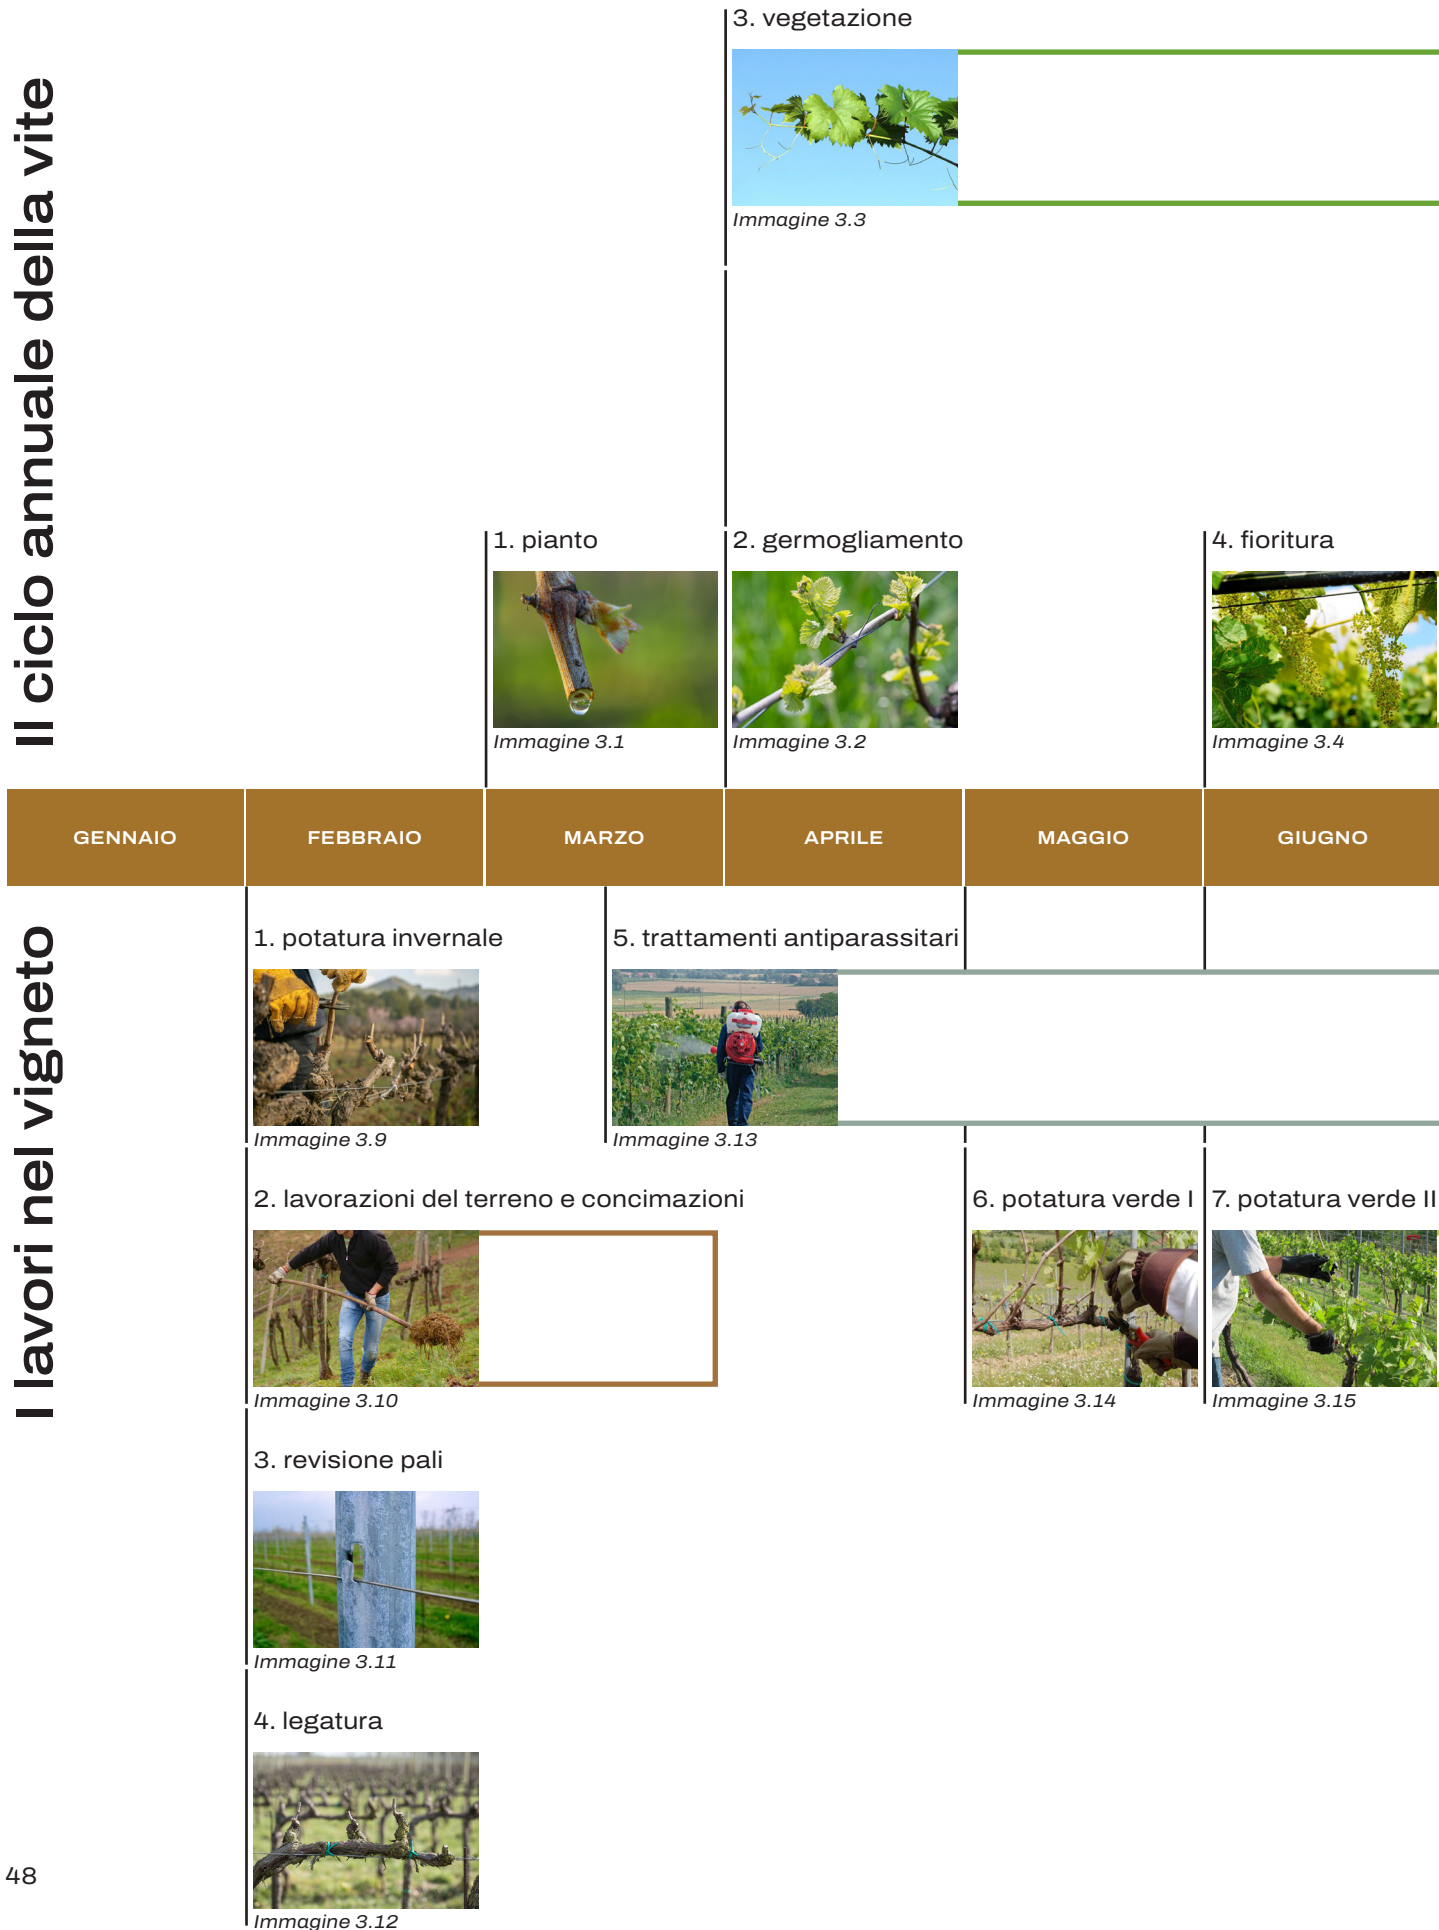 Il ciclo annuale della vite
3. vegetazione
Immagine 3.3
1. pianto
Immagine 3.1
2. germogliamento
Immagine 3.2
4. fioritura
Immagine 3.4
GENNAIO
FEBBRAIO
MARZO
APRILE
MAGGIO
GIUGNO
I lavori nel vigneto
1. potatura invernale
Immagine 3.9
5. trattamenti antiparassitari
Immagine 3.13
2. lavorazioni del terreno e concimazioni
Immagine 3.10
6. potatura verde I
Immagine 3.14
7. potatura verde II
Immagine 3.15
3. revisione pali
Immagine 3.11
4. legatura
Immagine 3.12
48